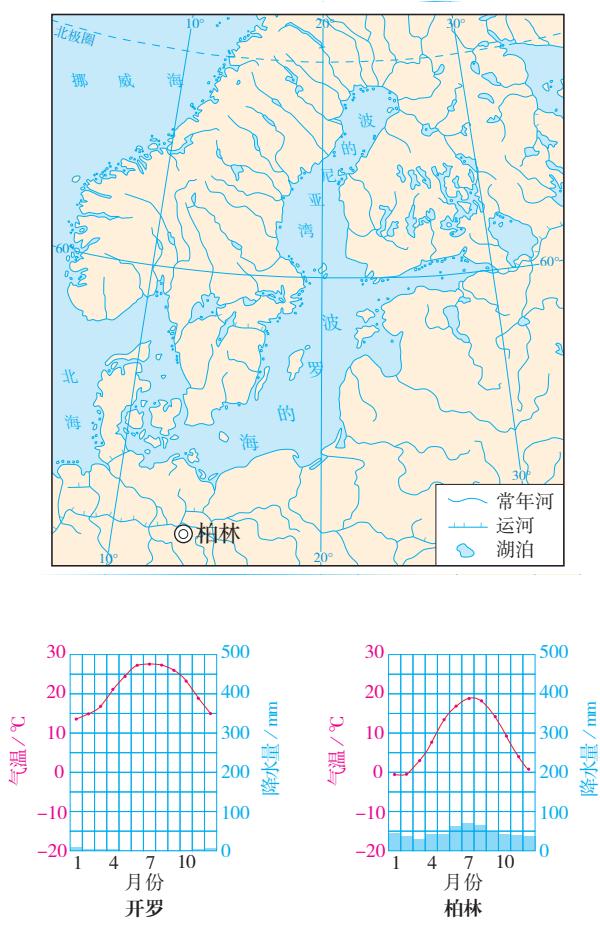 10° 20° 30°
北极圈
挪威海
波的尼亚湾
60° 60°
波罗的海
北海
30°
柏林
10° 20°
常年河
运河
湖泊
30 500
20 400
10 300
0 200
−10 100
−20 0
气温/℃
降水量/mm
1 4 7 10
月份
开罗
30 500
20 400
10 300
0 200
−10 100
−20 0
气温/℃
降水量/mm
1 4 7 10
月份
柏林